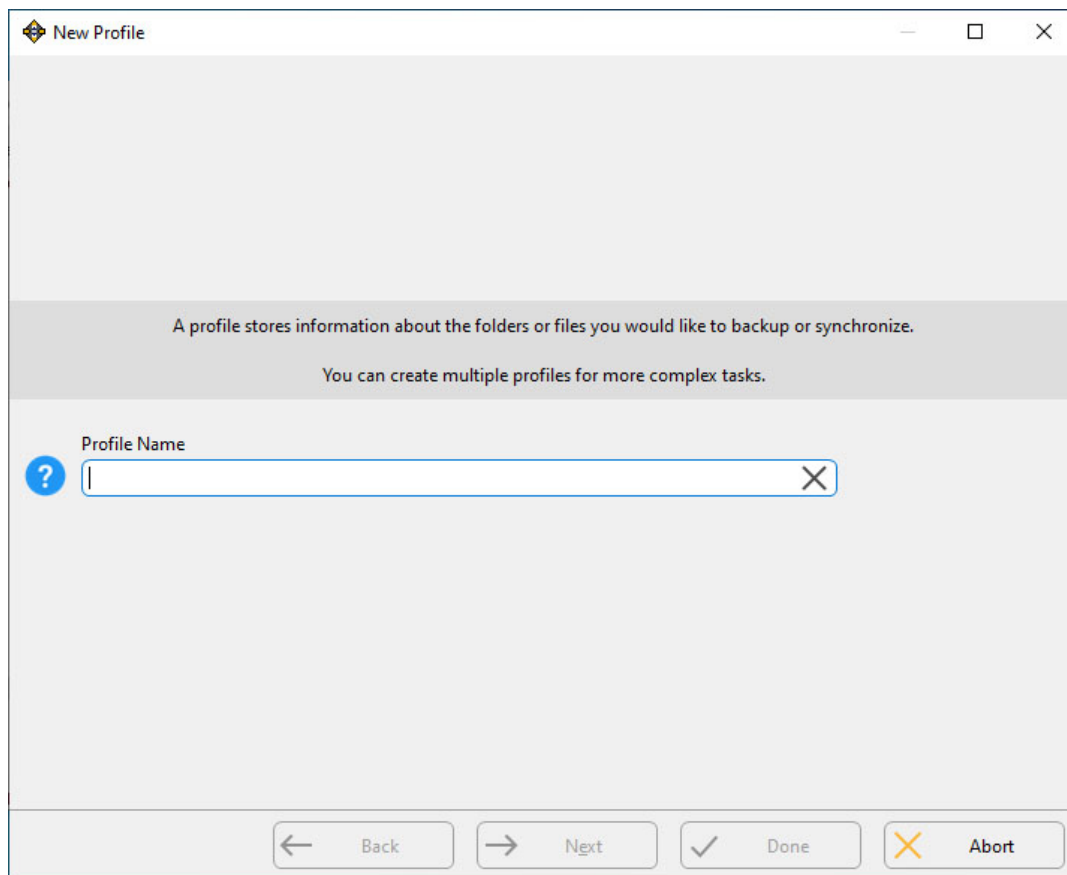 New Profile
A profile stores information about the folders or files you would like to backup or synchronize.
You can create multiple profiles for more complex tasks.
Profile Name
Back
Next
Done
Abort